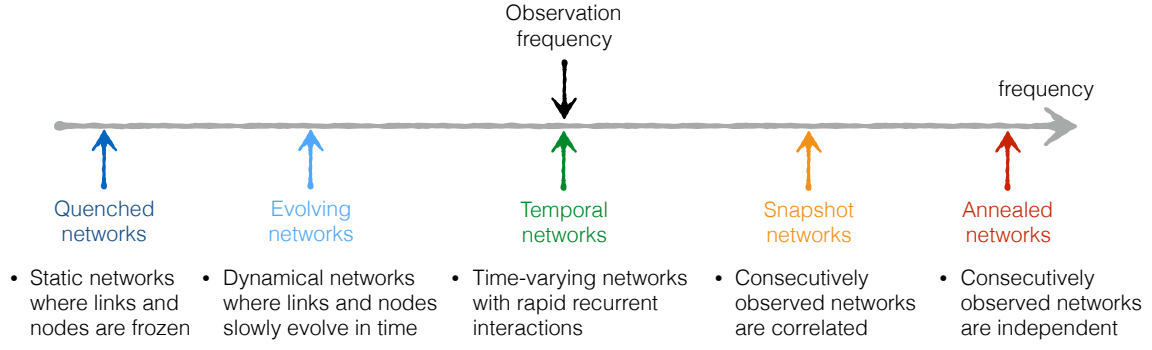 Observation
frequency
frequency
Quenched
networks
Evolving
networks
Temporal
networks
Snapshot
networks
Annealed
networks
• Static networks
where links and
nodes are frozen
• Dynamical networks
where links and nodes
slowly evolve in time
• Time-varying networks
with rapid recurrent
interactions
• Consecutively
observed networks
are correlated
• Consecutively
observed networks
are independent